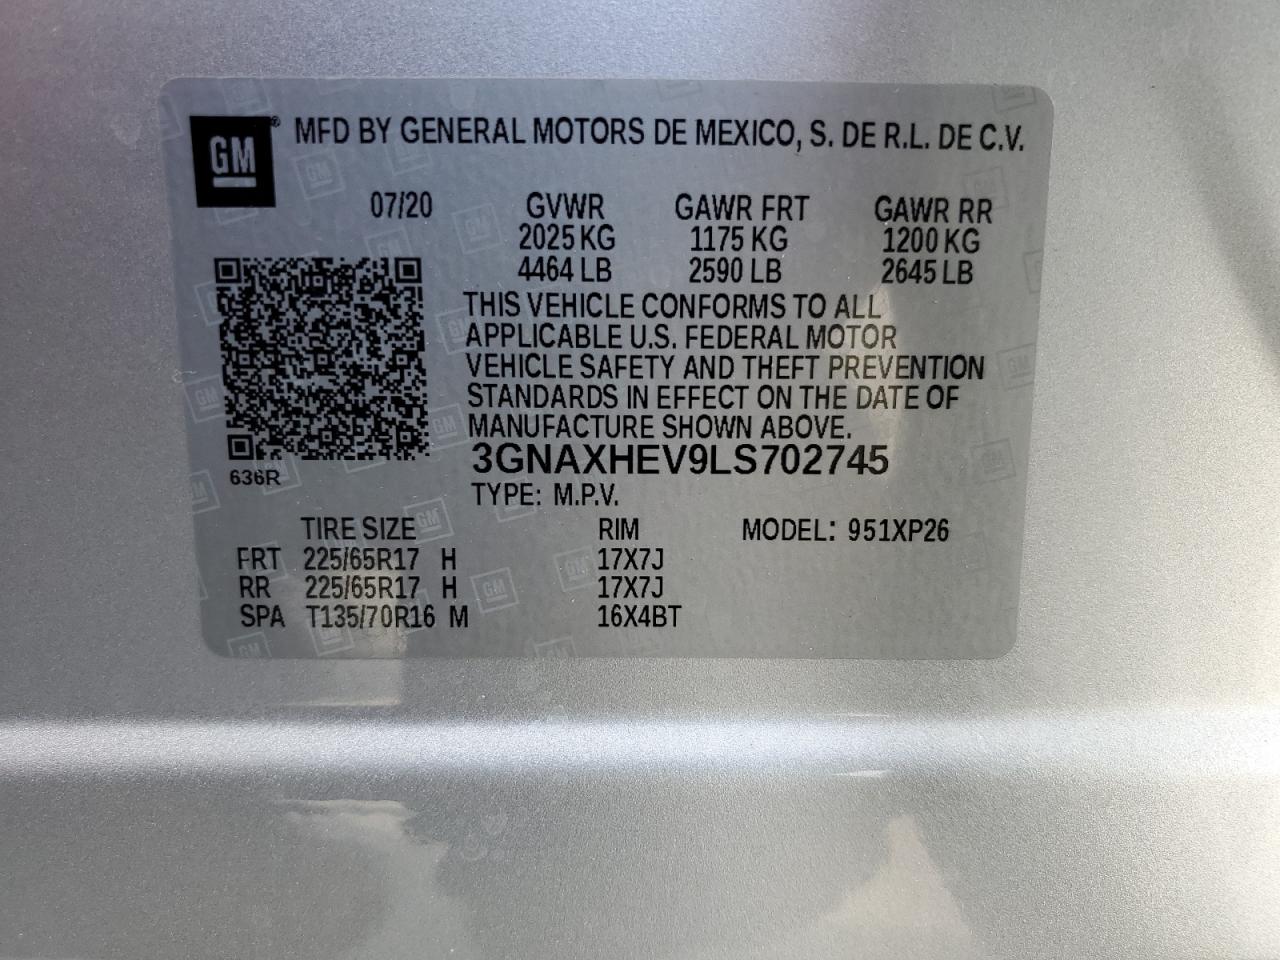 GM® MFD BY GENERAL MOTORS DE MEXICO, S. DE R.L. DE C.V.
07/20 GVWR GAWR FRT GAWR RR
2025 KG 1175 KG 1200 KG
4464 LB 2590 LB 2645 LB
THIS VEHICLE CONFORMS TO ALL
APPLICABLE U.S. FEDERAL MOTOR
VEHICLE SAFETY AND THEFT PREVENTION
STANDARDS IN EFFECT ON THE DATE OF
MANUFACTURE SHOWN ABOVE.
3GNAXHEV9LS702745
636R
TYPE: M.P.V.
TIRE SIZE RIM MODEL: 951XP26
FRT 225/65R17 H 17X7J
RR 225/65R17 H 17X7J
SPA T135/70R16 M 16X4BT